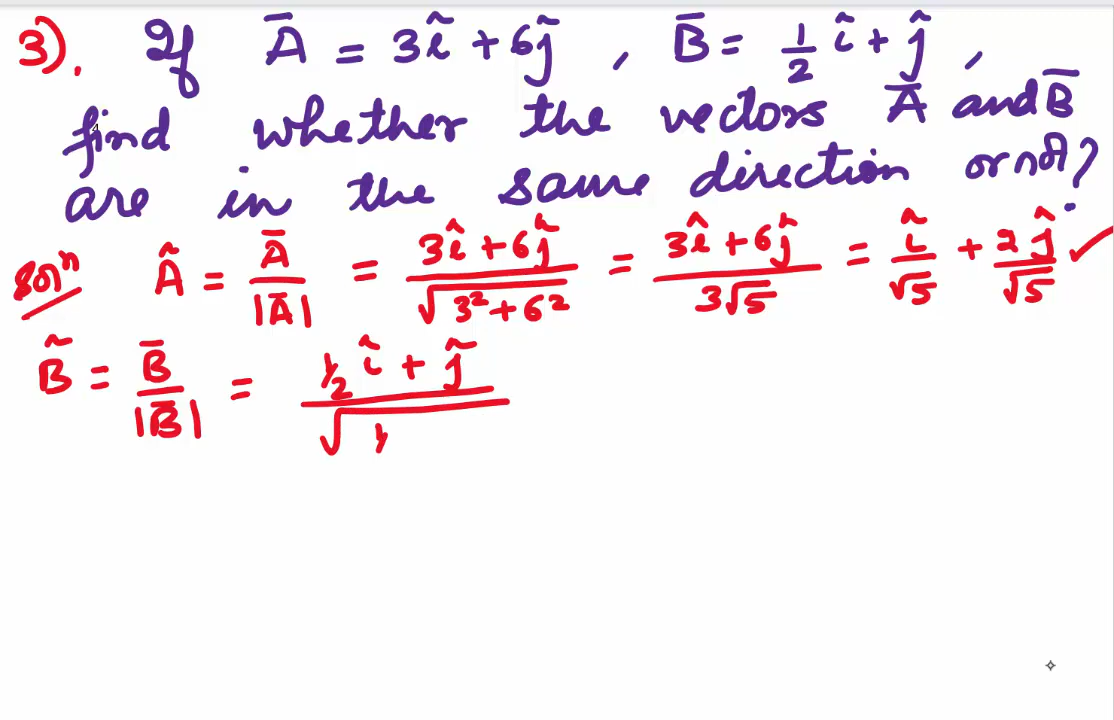 3). If A̅ = 3î + 6ĵ , B̅ = 1/2 î + ĵ ,
find whether the vectors A̅ and B̅
are in the same direction or not?
Solⁿ Â = A̅/|A̅| = (3î + 6ĵ)/√(3² + 6²) = (3î + 6ĵ)/(3√5) = î/√5 + 2ĵ/√5 ✓
B̂ = B̅/|B̅| = (1/2 î + ĵ)/√